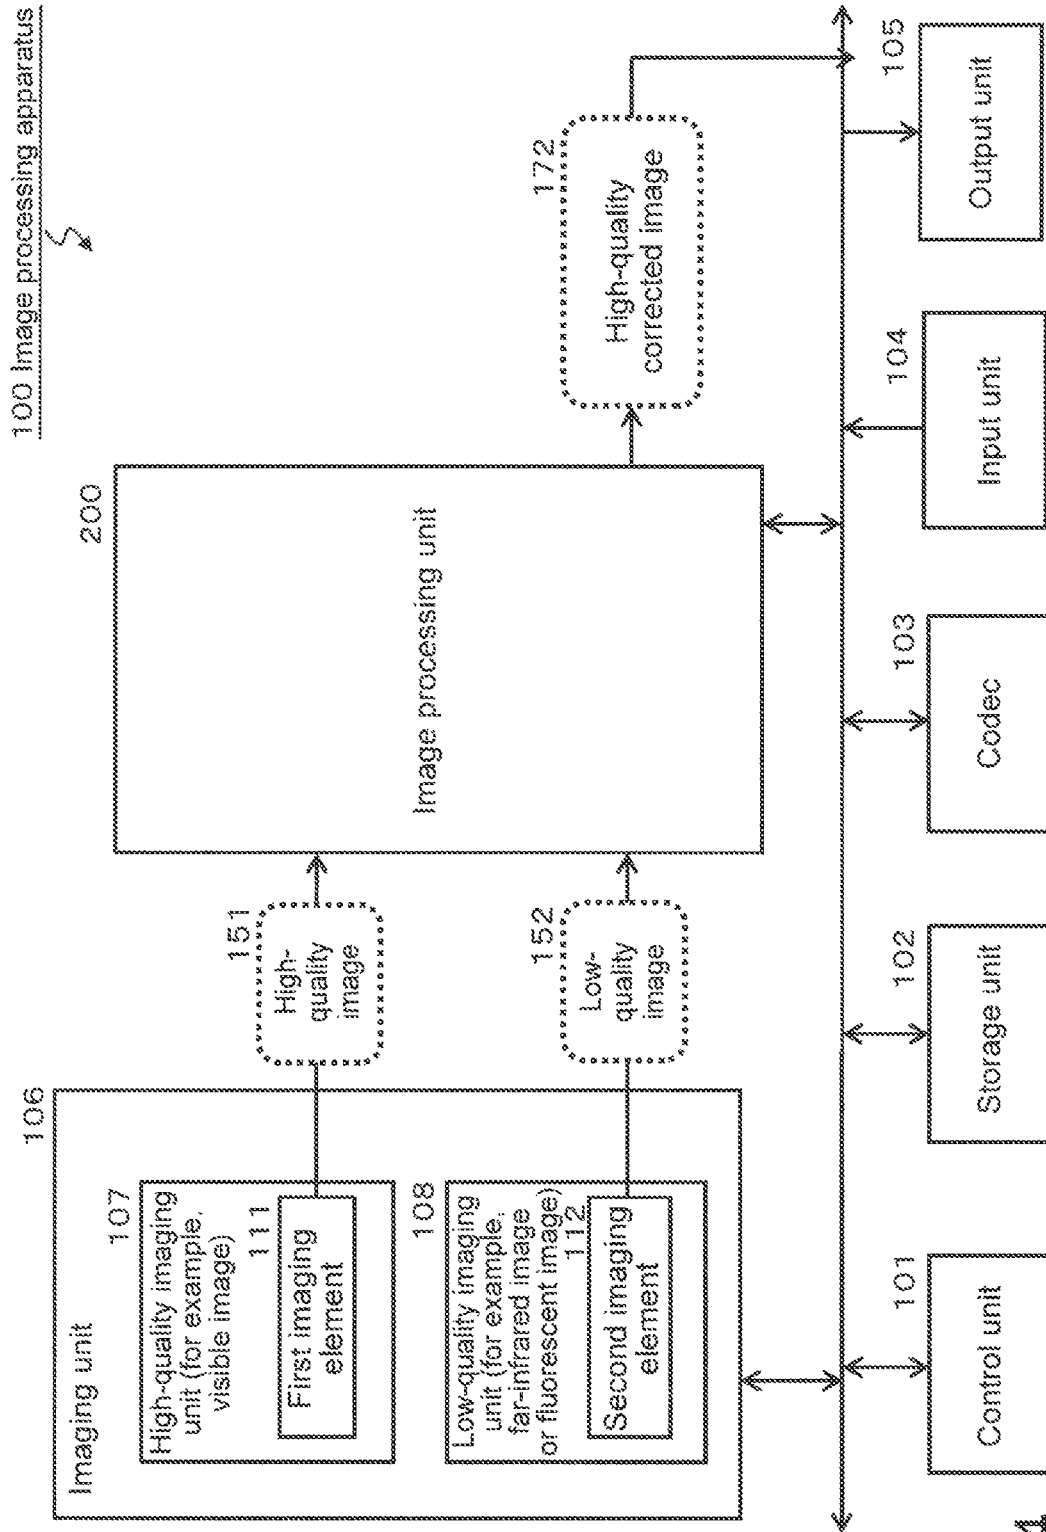 100 Image processing apparatus
106
Imaging unit
107
High-quality imaging
unit (for example,
visible image)
111
First imaging
element
108
Low-quality imaging
unit (for example,
far-infrared image
or fluorescent image)
112
Second imaging
element
151
High-
quality
image
152
Low-
quality
image
200
Image processing unit
172
High-quality
corrected image
101
Control unit
102
Storage unit
103
Codec
104
Input unit
105
Output unit